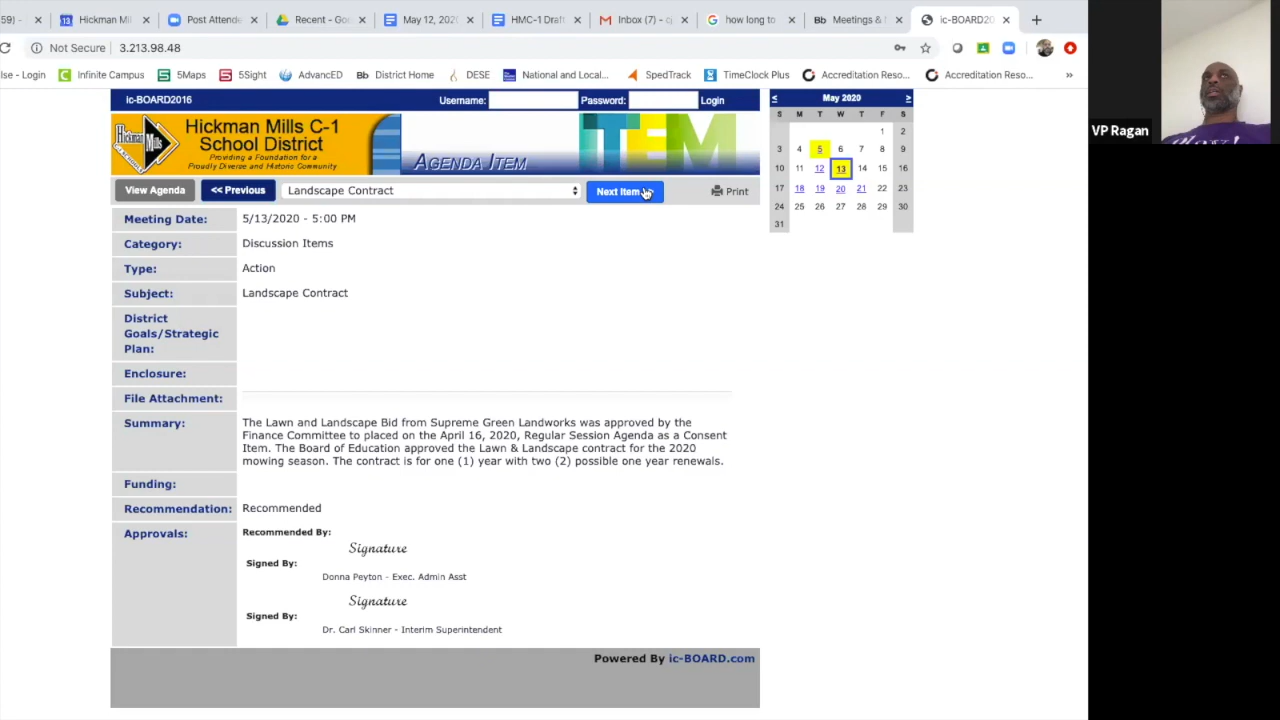 59) -
Hickman Mill
Post Attende
Recent - Goo
May 12, 202
HMC-1 Draft
Inbox (7) - c
how long to
Meetings & N
ic-BOARD20
Not Secure
3.213.98.48
lse - Login
Infinite Campus
5Maps
5Sight
AdvancED
Bb District Home
DESE
National and Local...
SpedTrack
TimeClock Plus
Accreditation Reso...
Accreditation Reso...
»
ic-BOARD2016
Username:
Password:
Login
Hickman Mills
Hickman Mills C-1
School District
Providing a Foundation for a
Proudly Diverse and Historic Community
AGENDA ITEM
ITEM
View Agenda
<< Previous
Landscape Contract
Next Item
Print
Meeting Date: 5/13/2020 - 5:00 PM
Category: Discussion Items
Type: Action
Subject: Landscape Contract
District
Goals/Strategic
Plan:
Enclosure:
File Attachment:
Summary: The Lawn and Landscape Bid from Supreme Green Landworks was approved by the
Finance Committee to placed on the April 16, 2020, Regular Session Agenda as a Consent
Item. The Board of Education approved the Lawn & Landscape contract for the 2020
mowing season. The contract is for one (1) year with two (2) possible one year renewals.
Funding:
Recommendation: Recommended
Approvals: Recommended By:
Signature
Signed By:
Donna Peyton - Exec. Admin Asst
Signature
Signed By:
Dr. Carl Skinner - Interim Superintendent
Powered By ic-BOARD.com
< May 2020 >
S M T W T F S
1 2
3 4 5 6 7 8 9
10 11 12 13 14 15 16
17 18 19 20 21 22 23
24 25 26 27 28 29 30
31
VP Ragan